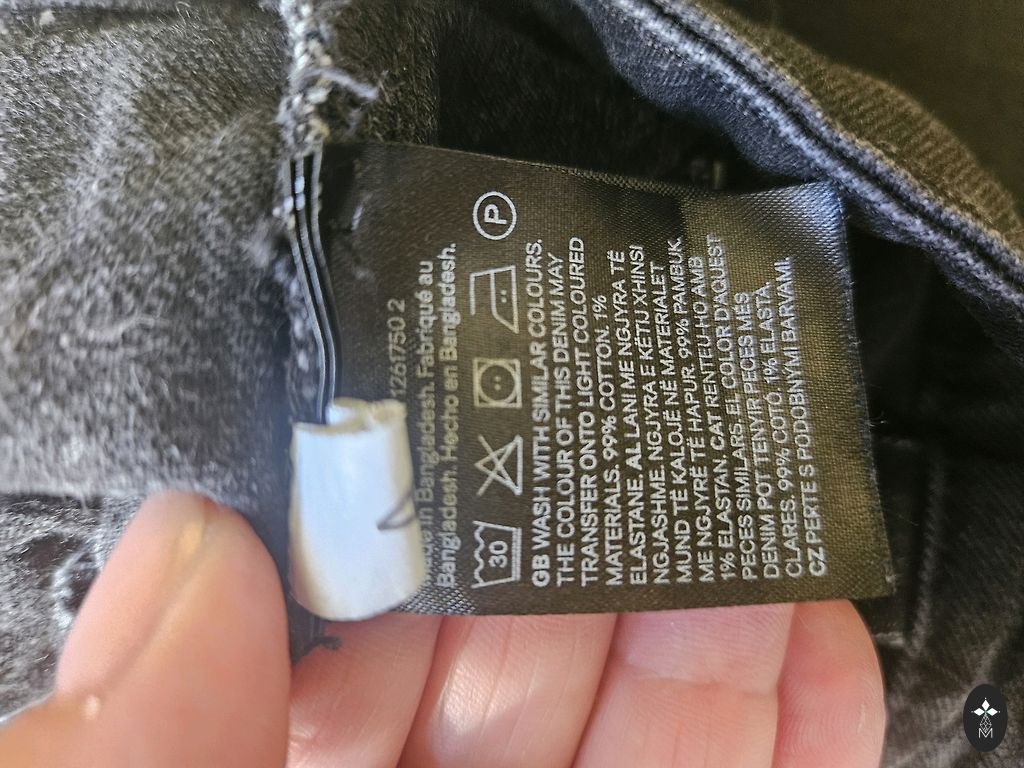 1261750 2
Made in Bangladesh. Fabriqué au
Bangladesh. Hecho en Bangladesh.
30
P
GB WASH WITH SIMILAR COLOURS.
THE COLOUR OF THIS DENIM MAY
TRANSFER ONTO LIGHT COLOURED
MATERIALS. 99% COTTON. 1%
ELASTANE. AL LANI ME NGJYRA TË
NGJASHME. NGJYRA E KËTIJ XHINSI
MUND TË KALOJË NË MATERIALET
ME NGJYRË TË HAPUR. 99% PAMBUK.
1% ELASTAN. CAT RENTEU-HO AMB
PECES SIMILARS. EL COLOR D'AQUEST
DENIM POT TENYIR PECES MÉS
CLARES. 99% COTÓ. 1% ELASTÀ.
CZ PERTE S PODOBNÝMI BARVAMI.
M